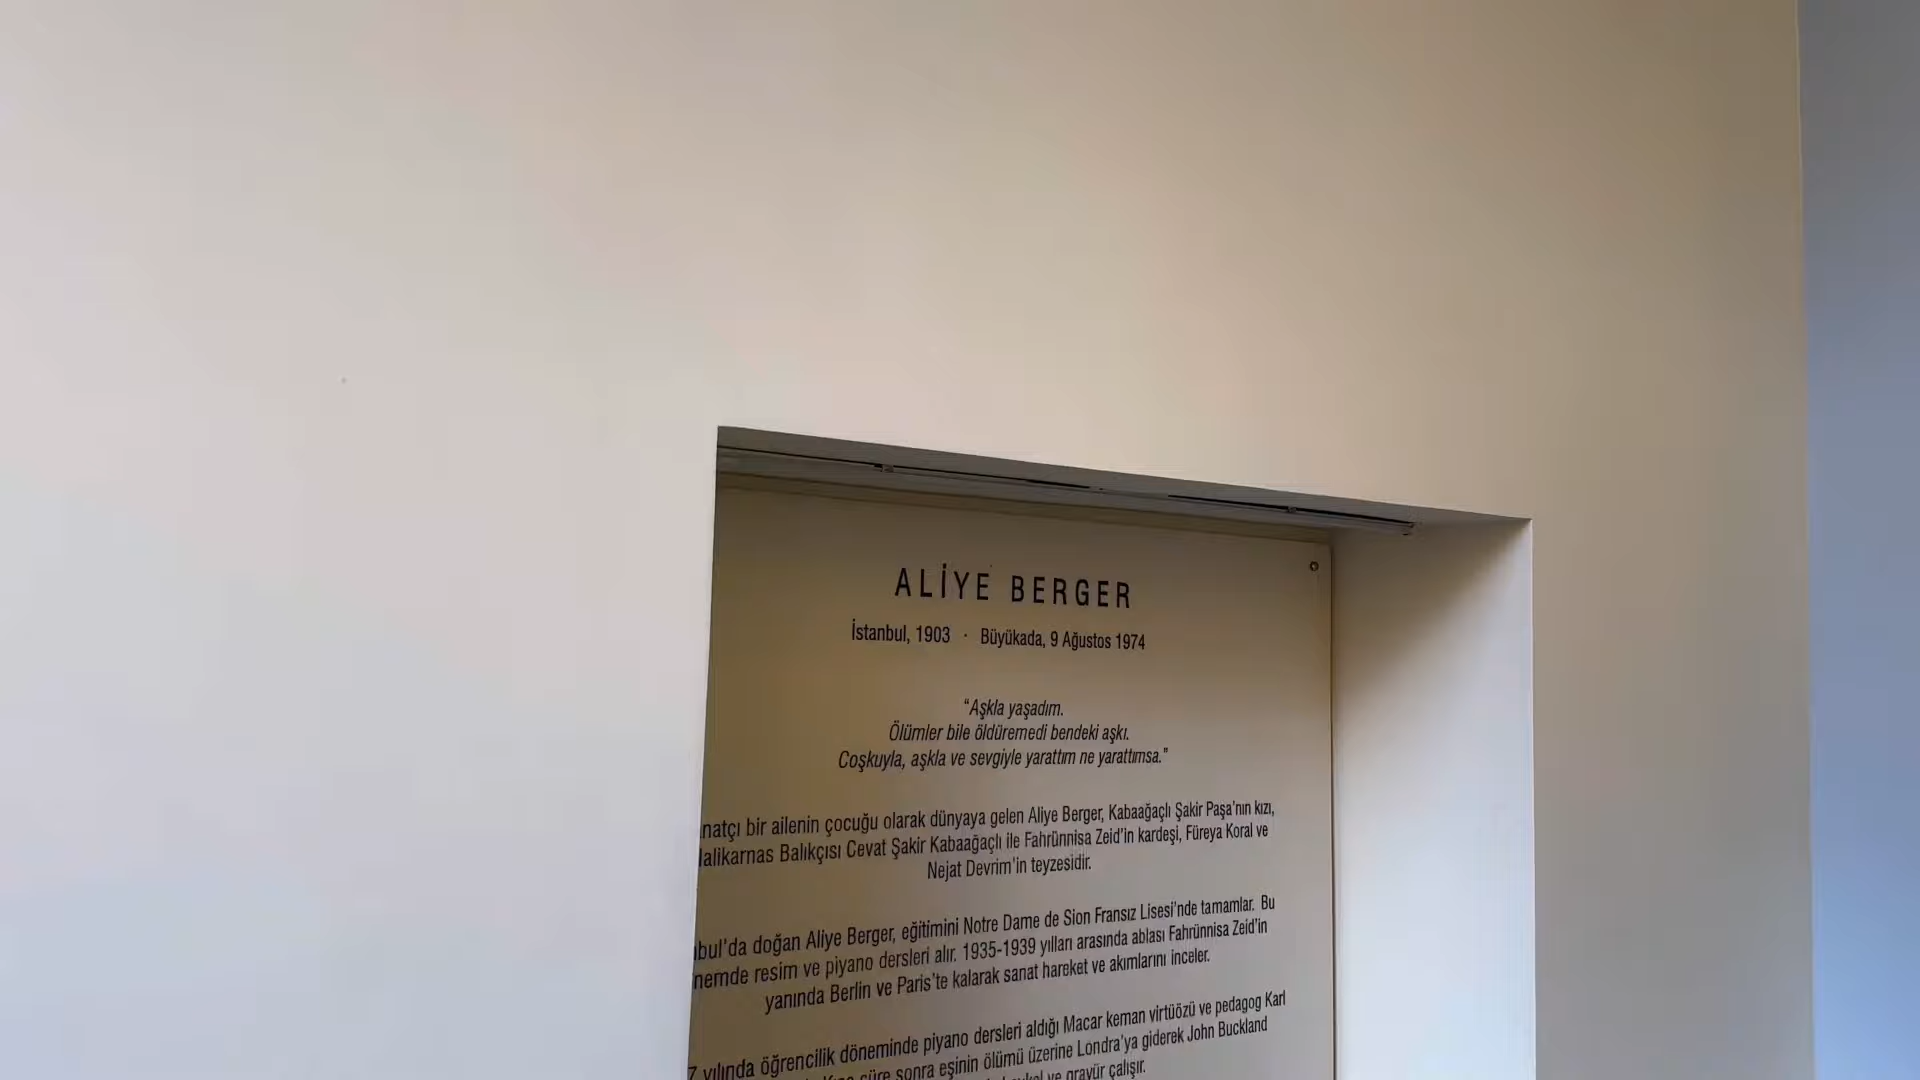 ALİYE BERGER
İstanbul, 1903 · Büyükada, 9 Ağustos 1974
“Aşkla yaşadım.
Ölümler bile öldüremedi bendeki aşkı.
Coşkuyla, aşkla ve sevgiyle yarattım ne yarattımsa.”
bir ailenin çocuğu olarak dünyaya gelen Aliye Berger, Kabaağaçlı Şakir Paşa’nın kızı,
Balıkçısı Cevat Şakir Kabaağaçlı ile Fahrünnisa Zeid’in kardeşi, Füreya Koral ve
Nejat Devrim’in teyzesidir.
doğan Aliye Berger, eğitimini Notre Dame de Sion Fransız Lisesi’nde tamamlar. Bu
resim ve piyano dersleri alır. 1935-1939 yılları arasında ablası Fahrünnisa Zeid’in
yanında Berlin ve Paris’te kalarak sanat hareket ve akımlarını inceler.
yılında öğrencilik döneminde piyano dersleri aldığı Macar keman virtüözü ve pedagog Karl
süre sonra eşinin ölümü üzerine Londra’ya giderek John Buckland
ve gravür çalışır.